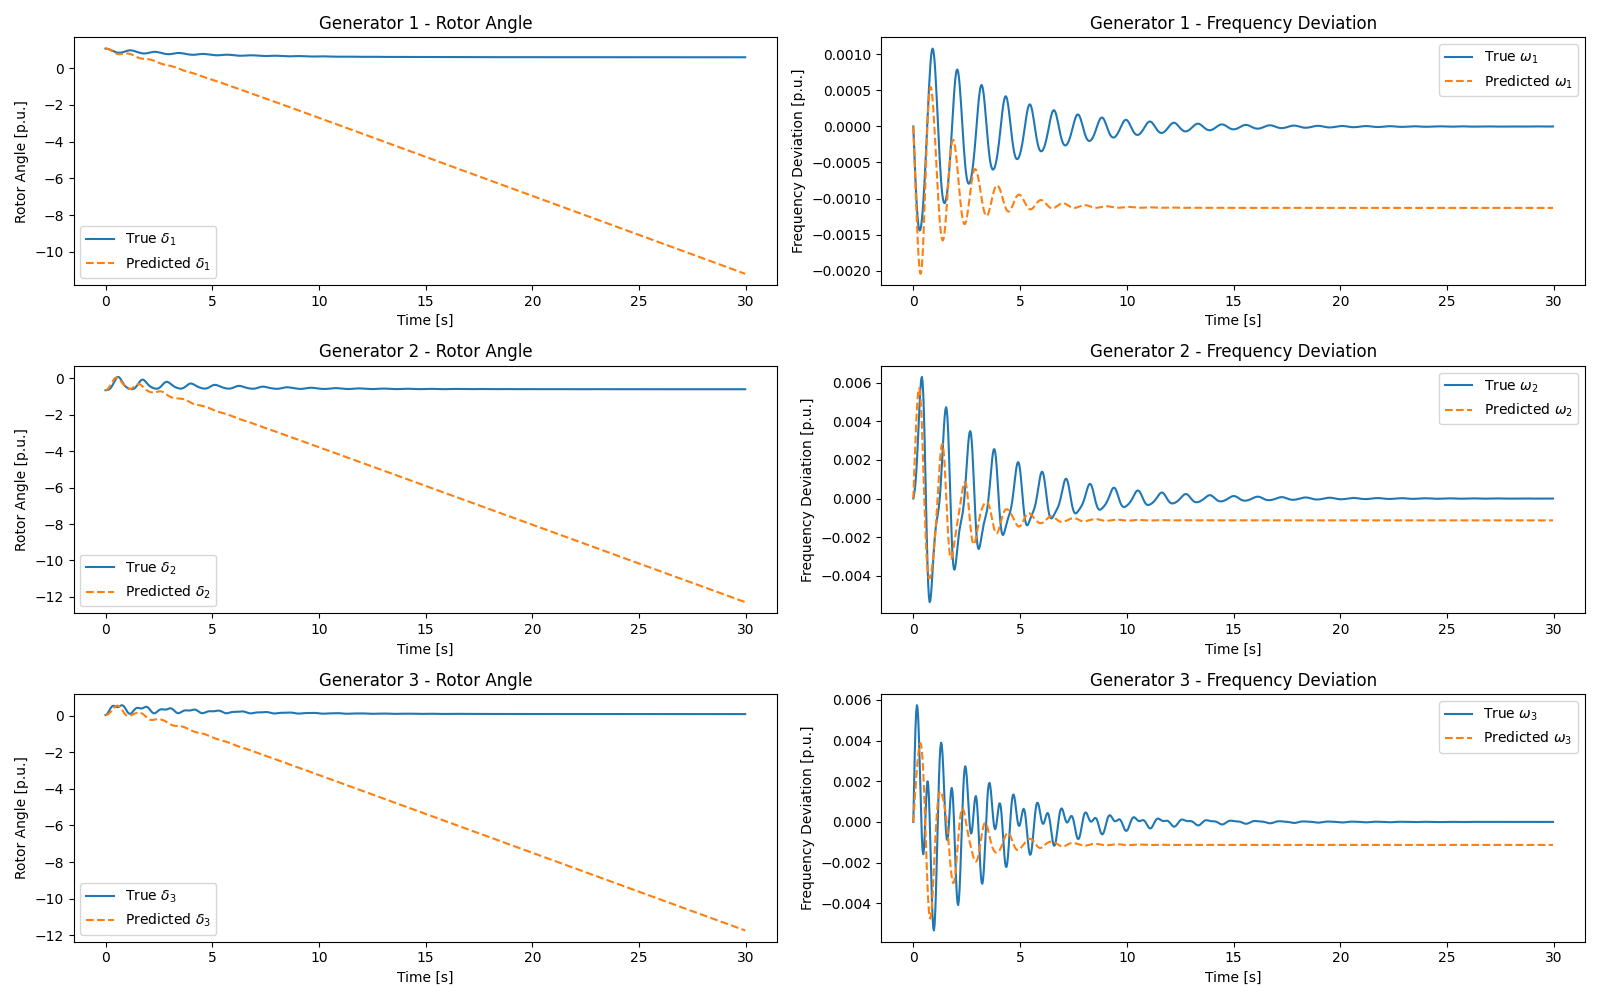 Generator 1 - Rotor Angle
Rotor Angle [p.u.]
0
−2
−4
−6
−8
−10
True δ₁
Predicted δ₁
0 5 10 15 20 25 30
Time [s]
Generator 1 - Frequency Deviation
Frequency Deviation [p.u.]
0.0010
0.0005
0.0000
−0.0005
−0.0010
−0.0015
−0.0020
True ω₁
Predicted ω₁
0 5 10 15 20 25 30
Time [s]
Generator 2 - Rotor Angle
Rotor Angle [p.u.]
0
−2
−4
−6
−8
−10
−12
True δ₂
Predicted δ₂
0 5 10 15 20 25 30
Time [s]
Generator 2 - Frequency Deviation
Frequency Deviation [p.u.]
0.006
0.004
0.002
0.000
−0.002
−0.004
True ω₂
Predicted ω₂
0 5 10 15 20 25 30
Time [s]
Generator 3 - Rotor Angle
Rotor Angle [p.u.]
0
−2
−4
−6
−8
−10
−12
True δ₃
Predicted δ₃
0 5 10 15 20 25 30
Time [s]
Generator 3 - Frequency Deviation
Frequency Deviation [p.u.]
0.006
0.004
0.002
0.000
−0.002
−0.004
True ω₃
Predicted ω₃
0 5 10 15 20 25 30
Time [s]